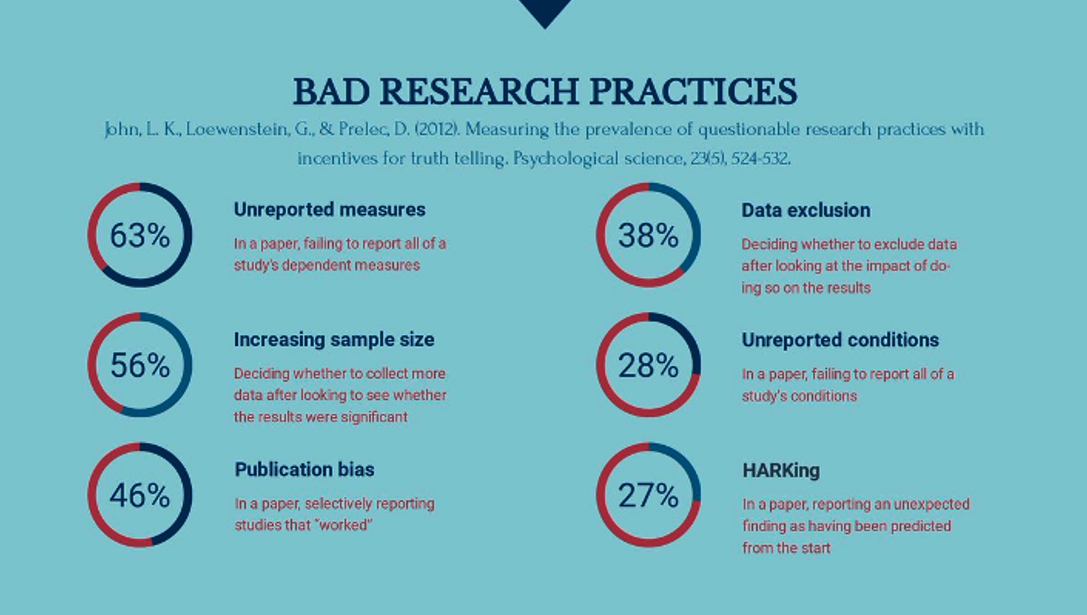 BAD RESEARCH PRACTICES
John, L. K., Loewenstein, G., & Prelec, D. (2012). Measuring the prevalence of questionable research practices with
incentives for truth telling. Psychological science, 23(5), 524-532.
63%
Unreported measures
In a paper, failing to report all of a
study's dependent measures
56%
Increasing sample size
Deciding whether to collect more
data after looking to see whether
the results were significant
46%
Publication bias
In a paper, selectively reporting
studies that "worked"
38%
Data exclusion
Deciding whether to exclude data
after looking at the impact of do-
ing so on the results
28%
Unreported conditions
In a paper, failing to report all of a
study's conditions
27%
HARKing
In a paper, reporting an unexpected
finding as having been predicted
from the start